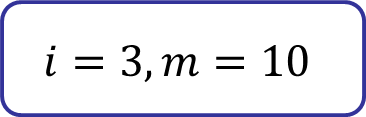 i = 3, m = 10